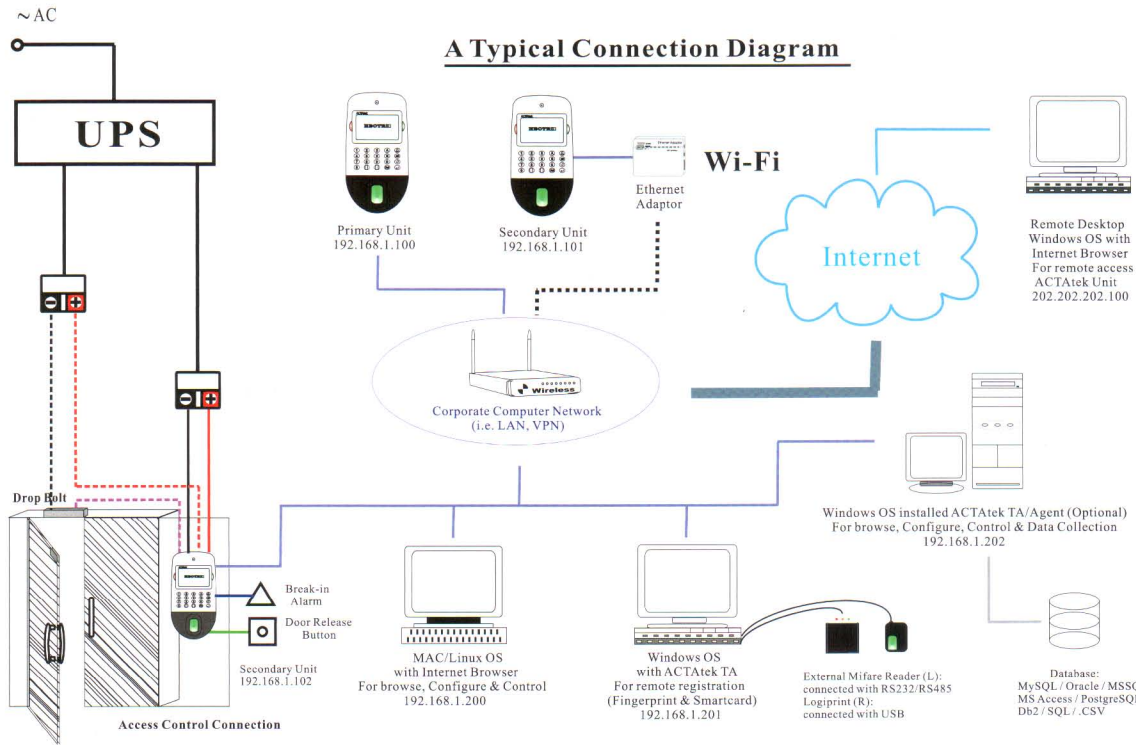 ~AC
A Typical Connection Diagram
UPS
Wi-Fi
Ethernet
Adaptor
Primary Unit
192.168.1.100
Secondary Unit
192.168.1.101
Internet
Remote Desktop
Windows OS with
Internet Browser
For remote access
ACTAtek Unit
202.202.202.100
Wireless
Corporate Computer Network
(i.e. LAN, VPN)
Drop Bolt
Windows OS installed ACTAtek TA/Agent (Optional)
For browse, Configure, Control & Data Collection
192.168.1.202
Break-in
Alarm
Door Release
Button
Secondary Unit
192.168.1.102
Access Control Connection
MAC/Linux OS
with Internet Browser
For browse, Configure & Control
192.168.1.200
Windows OS
with ACTAtek TA
For remote registration
(Fingerprint & Smartcard)
192.168.1.201
External Mifare Reader (L):
connected with RS232/RS485
Logiprint (R):
connected with USB
Database:
MySQL / Oracle / MSSQ
MS Access / PostgreSQL
Db2 / SQL / .CSV